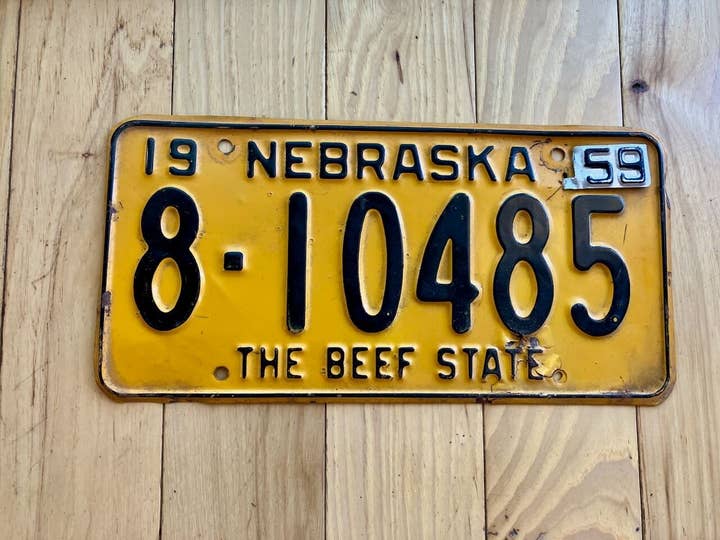 19 NEBRASKA 59
8-10485
THE BEEF STATE